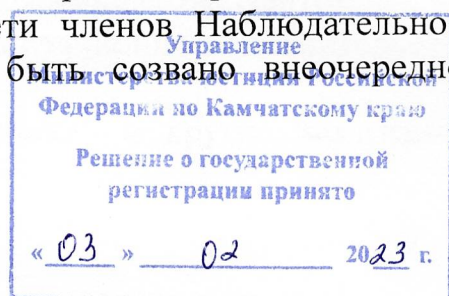 ети членов Наблюдательно
Управление
быть созвано внеочередн
Министерства юстиции Российской
Федерации по Камчатскому краю
Решение о государственной
регистрации принято
« 03 » 02 2023 г.